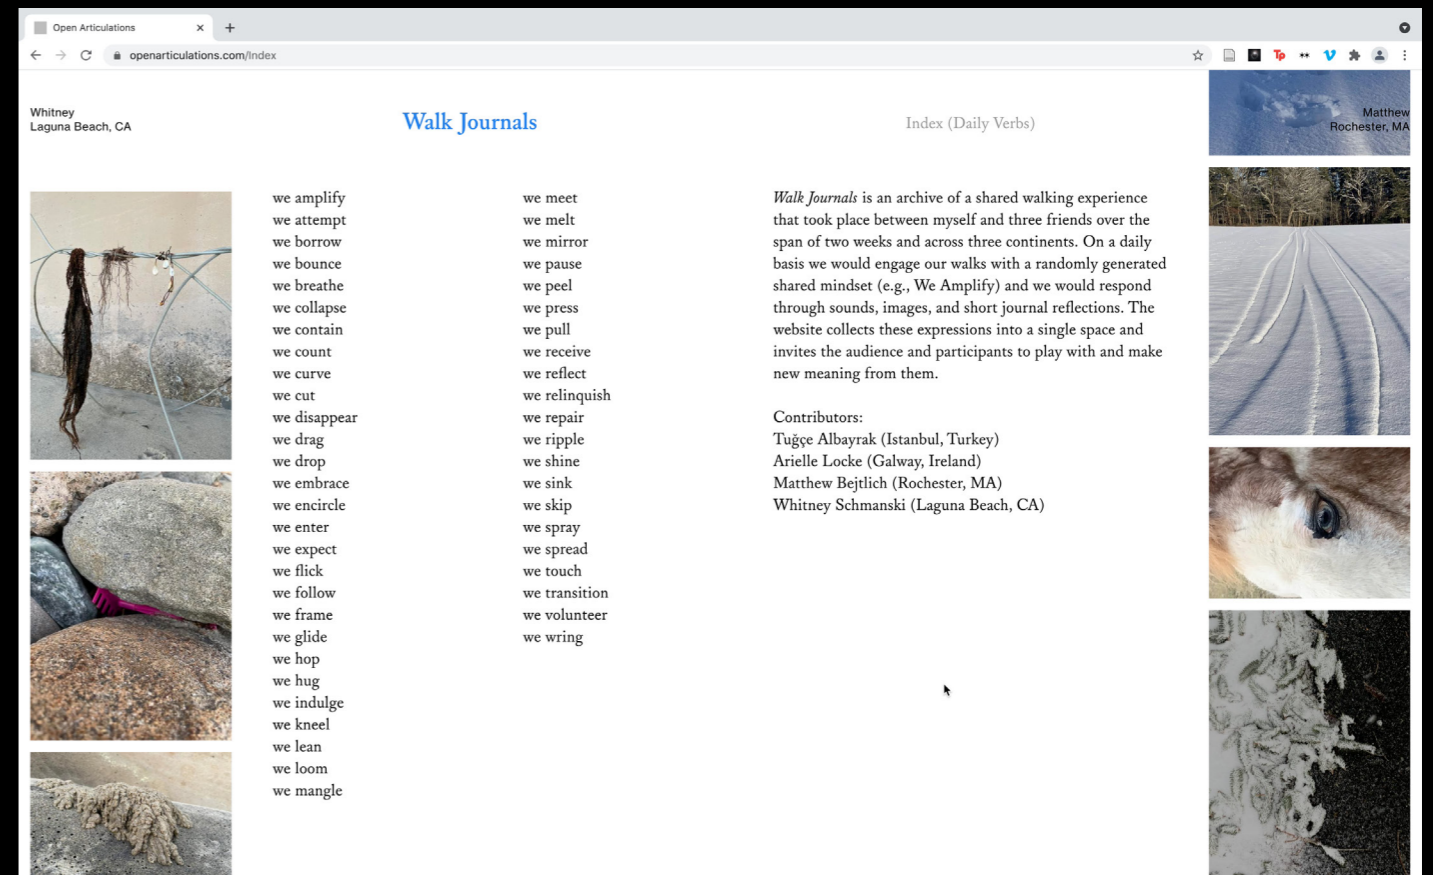 Open Articulations
openarticulations.com/Index
Whitney
Laguna Beach, CA
Walk Journals
Index (Daily Verbs)
Matthew
Rochester, MA
we amplify
we attempt
we borrow
we bounce
we breathe
we collapse
we contain
we count
we curve
we cut
we disappear
we drag
we drop
we embrace
we encircle
we enter
we expect
we flick
we follow
we frame
we glide
we hop
we hug
we indulge
we kneel
we lean
we loom
we mangle
we meet
we melt
we mirror
we pause
we peel
we press
we pull
we receive
we reflect
we relinquish
we repair
we ripple
we shine
we sink
we skip
we spray
we spread
we touch
we transition
we volunteer
we wring
Walk Journals is an archive of a shared walking experience
that took place between myself and three friends over the
span of two weeks and across three continents. On a daily
basis we would engage our walks with a randomly generated
shared mindset (e.g., We Amplify) and we would respond
through sounds, images, and short journal reflections. The
website collects these expressions into a single space and
invites the audience and participants to play with and make
new meaning from them.
Contributors:
Tuğçe Albayrak (Istanbul, Turkey)
Arielle Locke (Galway, Ireland)
Matthew Bejtlich (Rochester, MA)
Whitney Schmanski (Laguna Beach, CA)